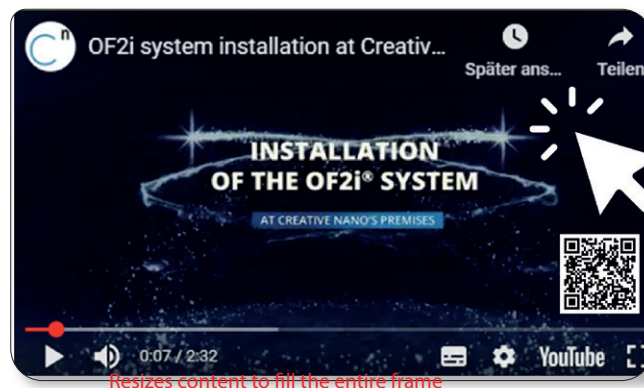 Cn
OF2i system installation at Creativ...
Später ans...
Teilen
INSTALLATION
OF THE OF2i® SYSTEM
AT CREATIVE NANO'S PREMISES
0:07 / 2:32
YouTube
Resizes content to fill the entire frame